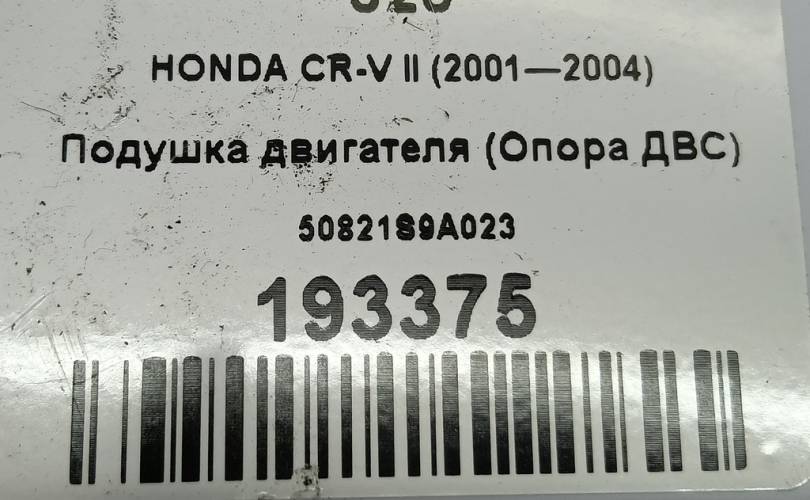 HONDA CR-V II (2001—2004)
Подушка двигателя (Опора ДВС)
50821S9A023
193375